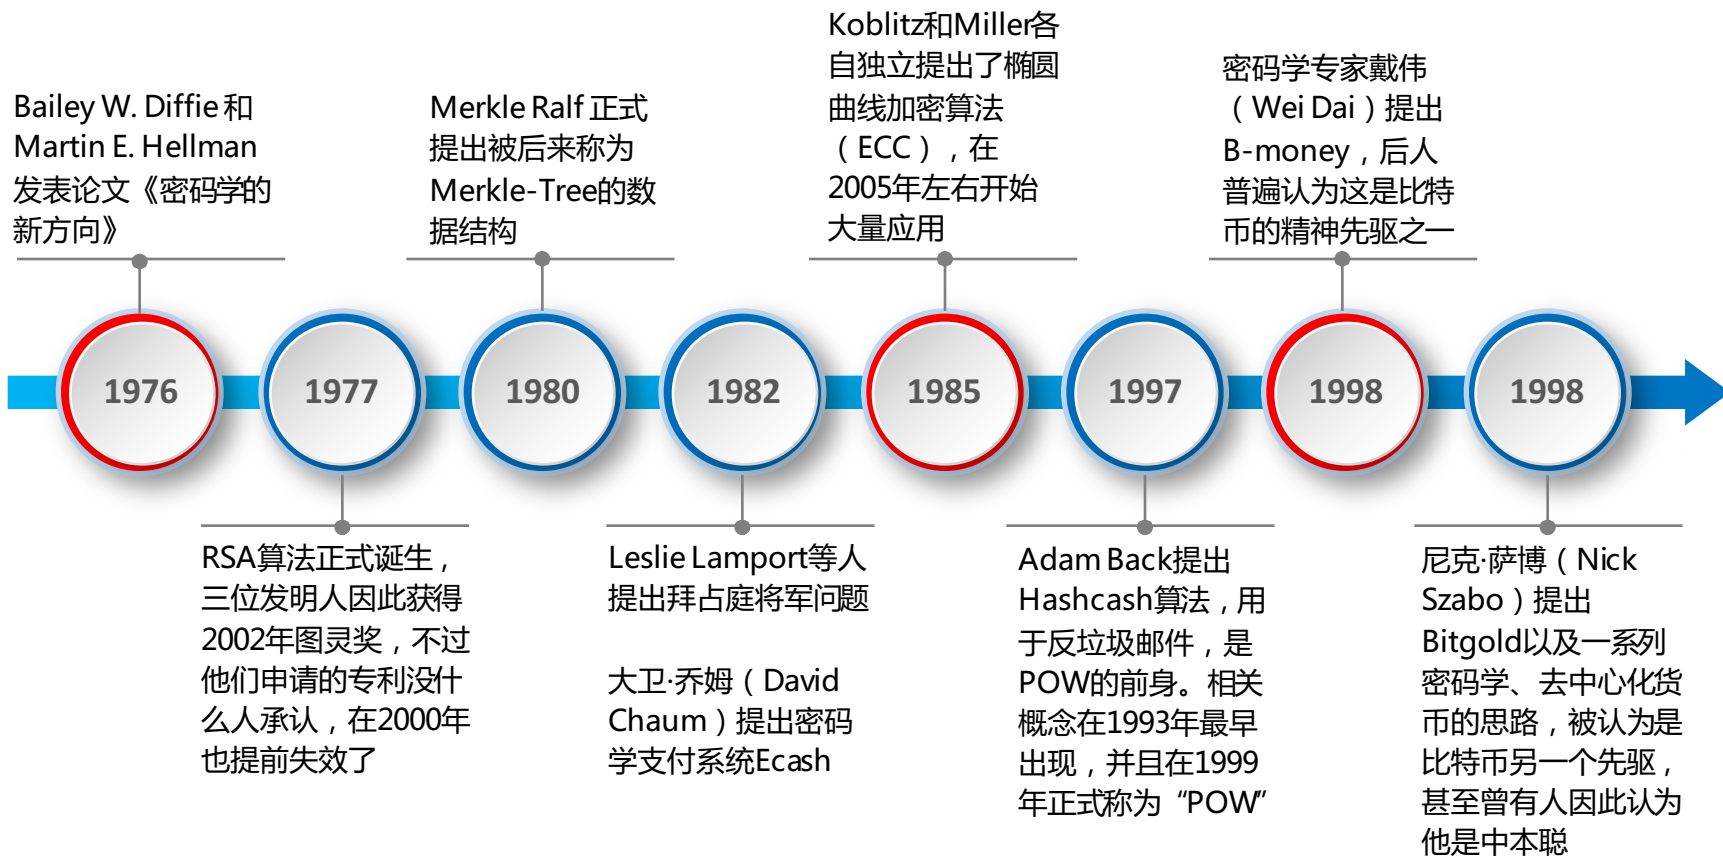 Bailey W. Diffie 和
Martin E. Hellman
发表论文《密码学的
新方向》
Merkle Ralf 正式
提出被后来称为
Merkle-Tree的数
据结构
Koblitz和Miller各
自独立提出了椭圆
曲线加密算法
（ECC），在
2005年左右开始
大量应用
密码学专家戴伟
（Wei Dai）提出
B-money，后人
普遍认为这是比特
币的精神先驱之一
1976
1977
1980
1982
1985
1997
1998
1998
RSA算法正式诞生，
三位发明人因此获得
2002年图灵奖，不过
他们申请的专利没什
么人承认，在2000年
也提前失效了
Leslie Lamport等人
提出拜占庭将军问题
大卫·乔姆（David
Chaum）提出密码
学支付系统Ecash
Adam Back提出
Hashcash算法，用
于反垃圾邮件，是
POW的前身。相关
概念在1993年最早
出现，并且在1999
年正式称为“POW”
尼克·萨博（Nick
Szabo）提出
Bitgold以及一系列
密码学、去中心化货
币的思路，被认为是
比特币另一个先驱，
甚至曾有人因此认为
他是中本聪